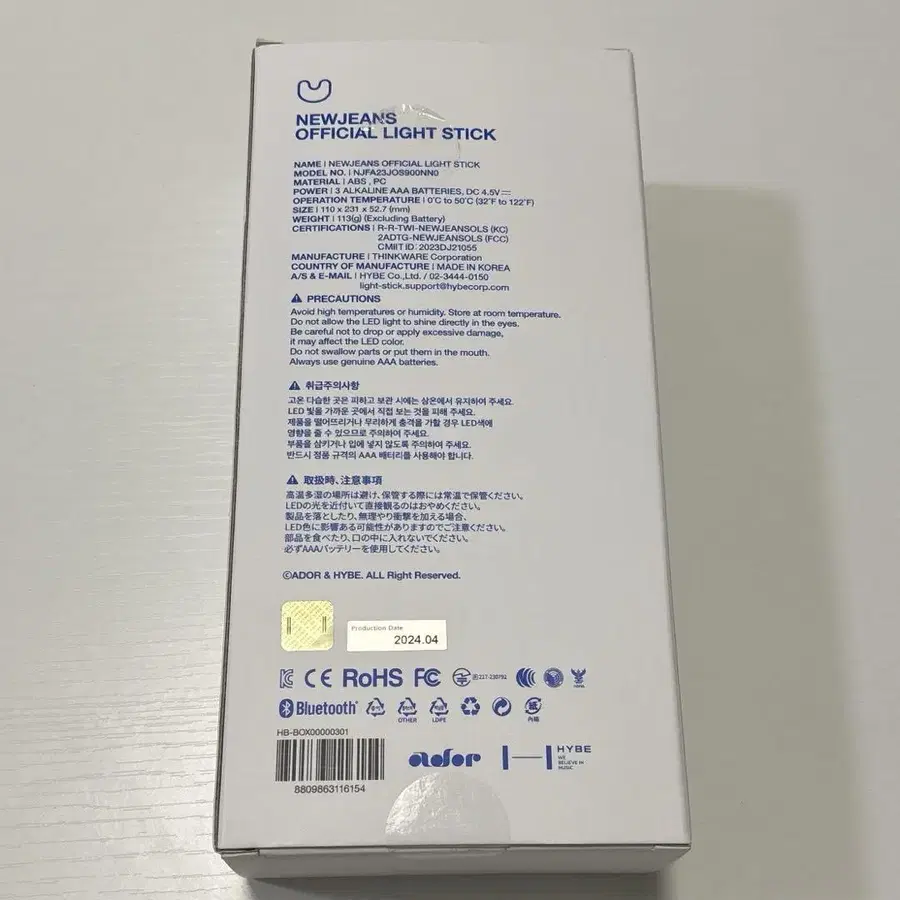 NEWJEANS
OFFICIAL LIGHT STICK
NAME | NEWJEANS OFFICIAL LIGHT STICK
MODEL NO. | NJFA23JOS900NN0
MATERIAL | ABS , PC
POWER | 3 ALKALINE AAA BATTERIES, DC 4.5V⎓
OPERATION TEMPERATURE | 0˚C to 50˚C (32˚F to 122˚F)
SIZE | 110 x 231 x 52.7 (mm)
WEIGHT | 113(g) (Excluding Battery)
CERTIFICATIONS | R-R-TWI-NEWJEANSOLS (KC)
2ADTG-NEWJEANSOLS (FCC)
CMIIT ID: 2023DJ21055
MANUFACTURE | THINKWARE Corporation
COUNTRY OF MANUFACTURE | MADE IN KOREA
A/S & E-MAIL | HYBE Co.,Ltd. / 02-3444-0150
light-stick.support@hybecorp.com
⚠ PRECAUTIONS
Avoid high temperatures or humidity. Store at room temperature.
Do not allow the LED light to shine directly in the eyes.
Be careful not to drop or apply excessive damage,
it may affect the LED color.
Do not swallow parts or put them in the mouth.
Always use genuine AAA batteries.
⚠ 취급주의사항
고온 다습한 곳은 피하고 보관 시에는 상온에서 유지하여 주세요.
LED 빛을 가까운 곳에서 직접 보는 것을 피해 주세요.
제품을 떨어뜨리거나 무리하게 충격을 가할 경우 LED색에
영향을 줄 수 있으므로 주의하여 주세요.
부품을 삼키거나 입에 넣지 않도록 주의하여 주세요.
반드시 정품 규격의 AAA 배터리를 사용해야 합니다.
⚠ 取扱時、注意事項
高温多湿の場所は避け、保管する際には常温で保管ください。
LEDの光を近付いて直接観るのはおやめください。
製品を落としたり、無理やり衝撃を加える場合、
LED色に影響ある可能性がありますのでご注意ください。
部品を食べたり、口の中に入れないでください。
必ずAAAバッテリーを使用してください。
©ADOR & HYBE. ALL Right Reserved.
Production Date
2024.04
CE RoHS FC R 217-230791
Bluetooth
OTHER LDPE 紙
HB-BOX00000301
8809863116154
ador
HYBE
WE
BELIEVE IN
MUSIC